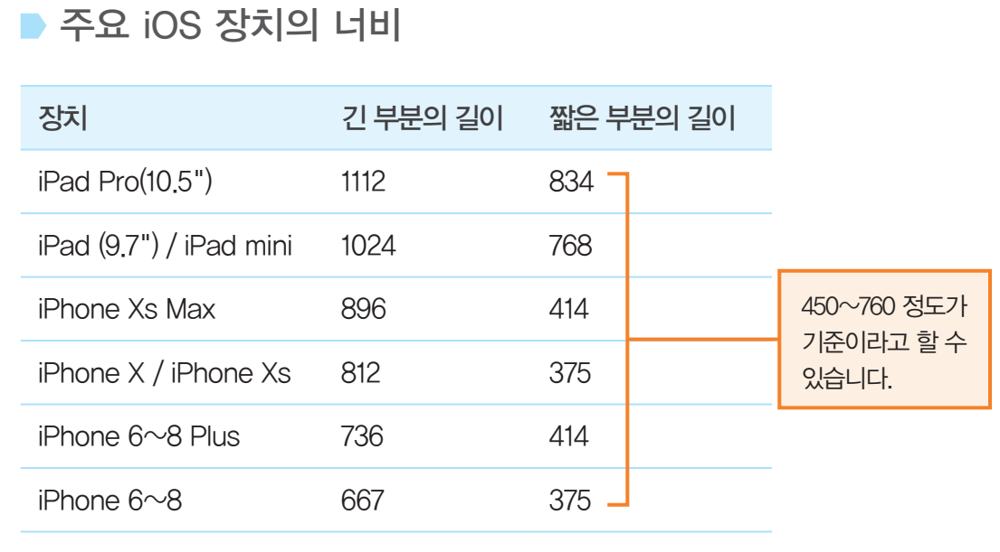 주요 iOS 장치의 너비
장치 긴 부분의 길이 짧은 부분의 길이
iPad Pro(10.5") 1112 834
iPad (9.7") / iPad mini 1024 768
iPhone Xs Max 896 414
iPhone X / iPhone Xs 812 375
iPhone 6~8 Plus 736 414
iPhone 6~8 667 375
450~760 정도가
기준이라고 할 수
있습니다.